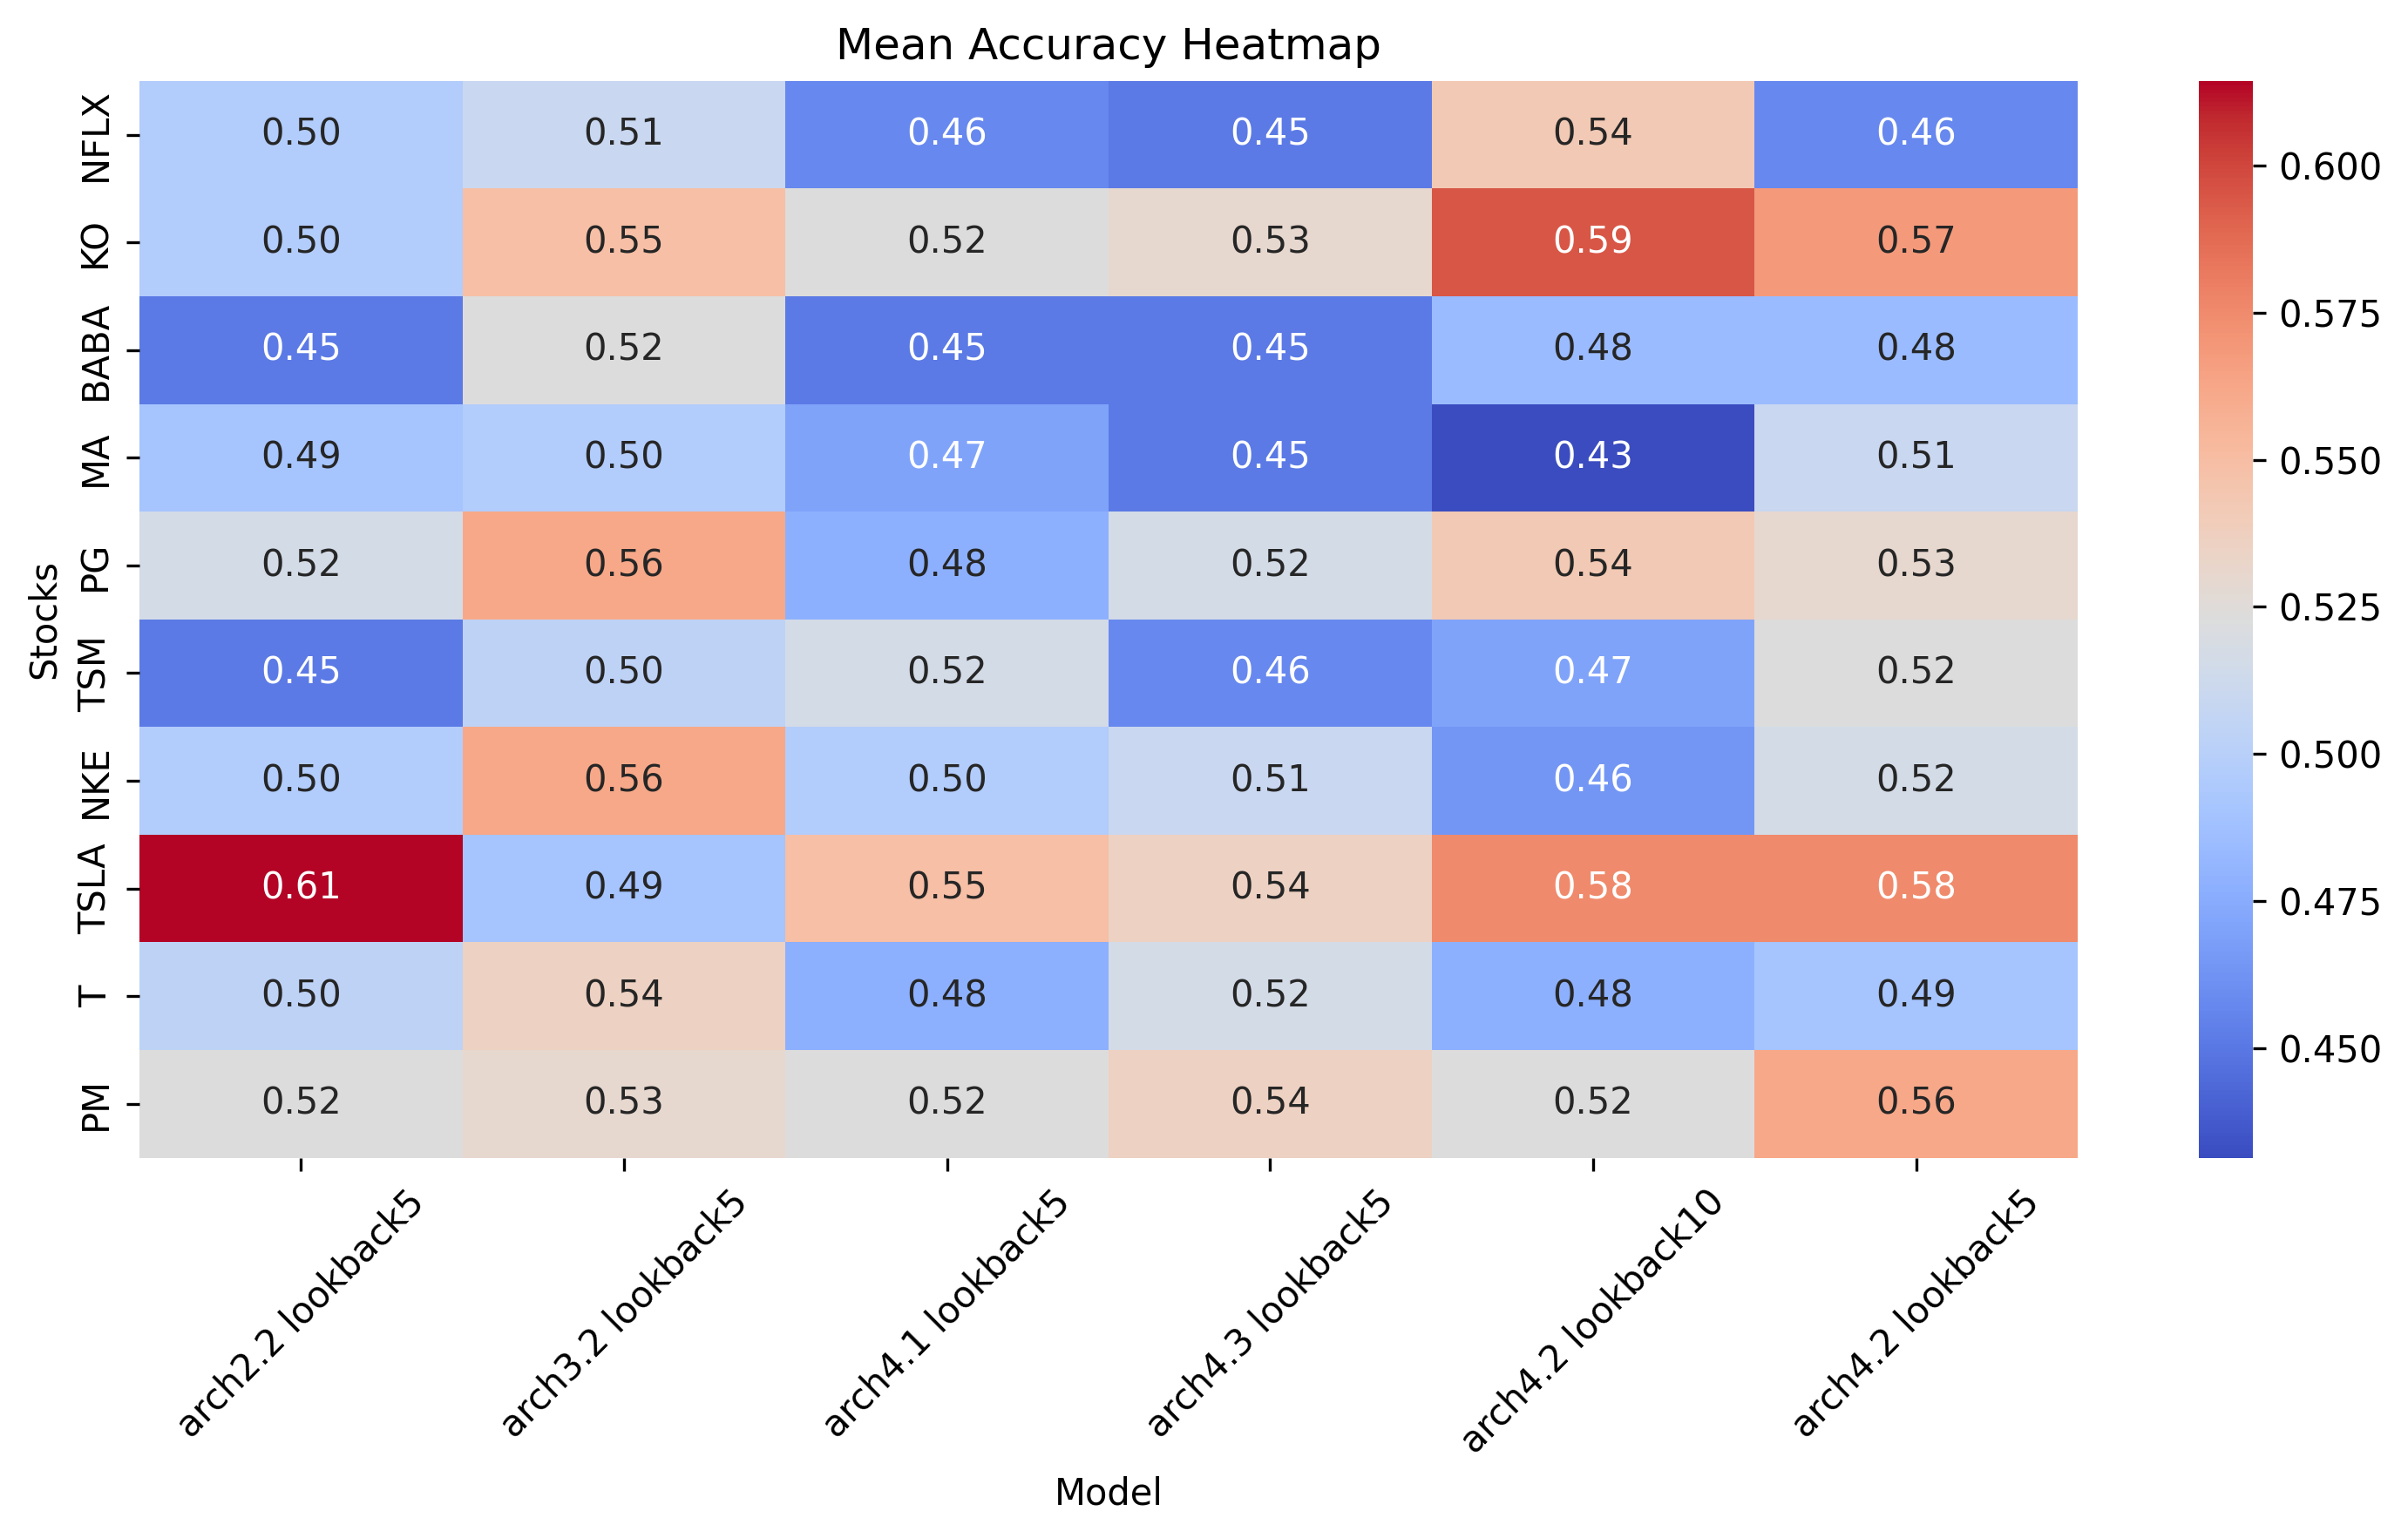 Mean Accuracy Heatmap
NFLX 0.50 0.51 0.46 0.45 0.54 0.46
KO 0.50 0.55 0.52 0.53 0.59 0.57
BABA 0.45 0.52 0.45 0.45 0.48 0.48
MA 0.49 0.50 0.47 0.45 0.43 0.51
PG 0.52 0.56 0.48 0.52 0.54 0.53
TSM 0.45 0.50 0.52 0.46 0.47 0.52
NKE 0.50 0.56 0.50 0.51 0.46 0.52
TSLA 0.61 0.49 0.55 0.54 0.58 0.58
T 0.50 0.54 0.48 0.52 0.48 0.49
PM 0.52 0.53 0.52 0.54 0.52 0.56
Stocks
arch2.2 lookback5
arch3.2 lookback5
arch4.1 lookback5
arch4.3 lookback5
arch4.2 lookback10
arch4.2 lookback5
Model
0.600
0.575
0.550
0.525
0.500
0.475
0.450